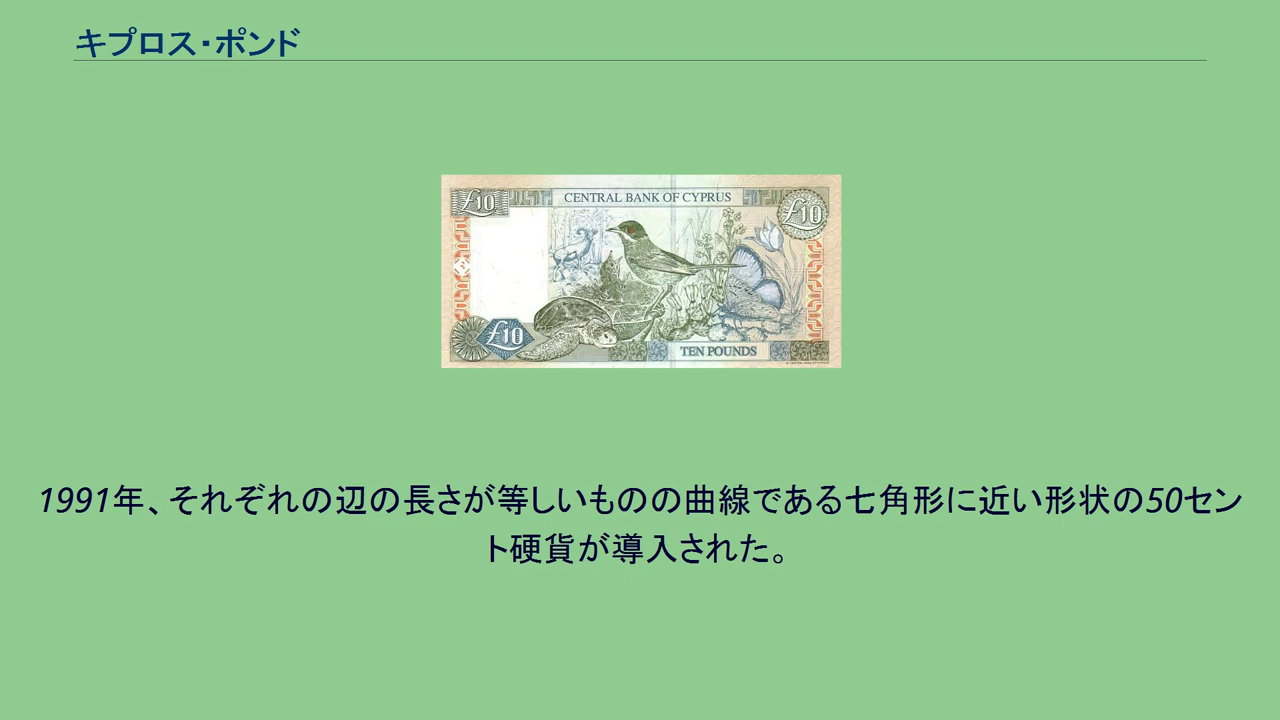 キプロス・ポンド
£10
CENTRAL BANK OF CYPRUS
£10
£10
TEN POUNDS
1991年、それぞれの辺の長さが等しいものの曲線である七角形に近い形状の50セン
ト硬貨が導入された。